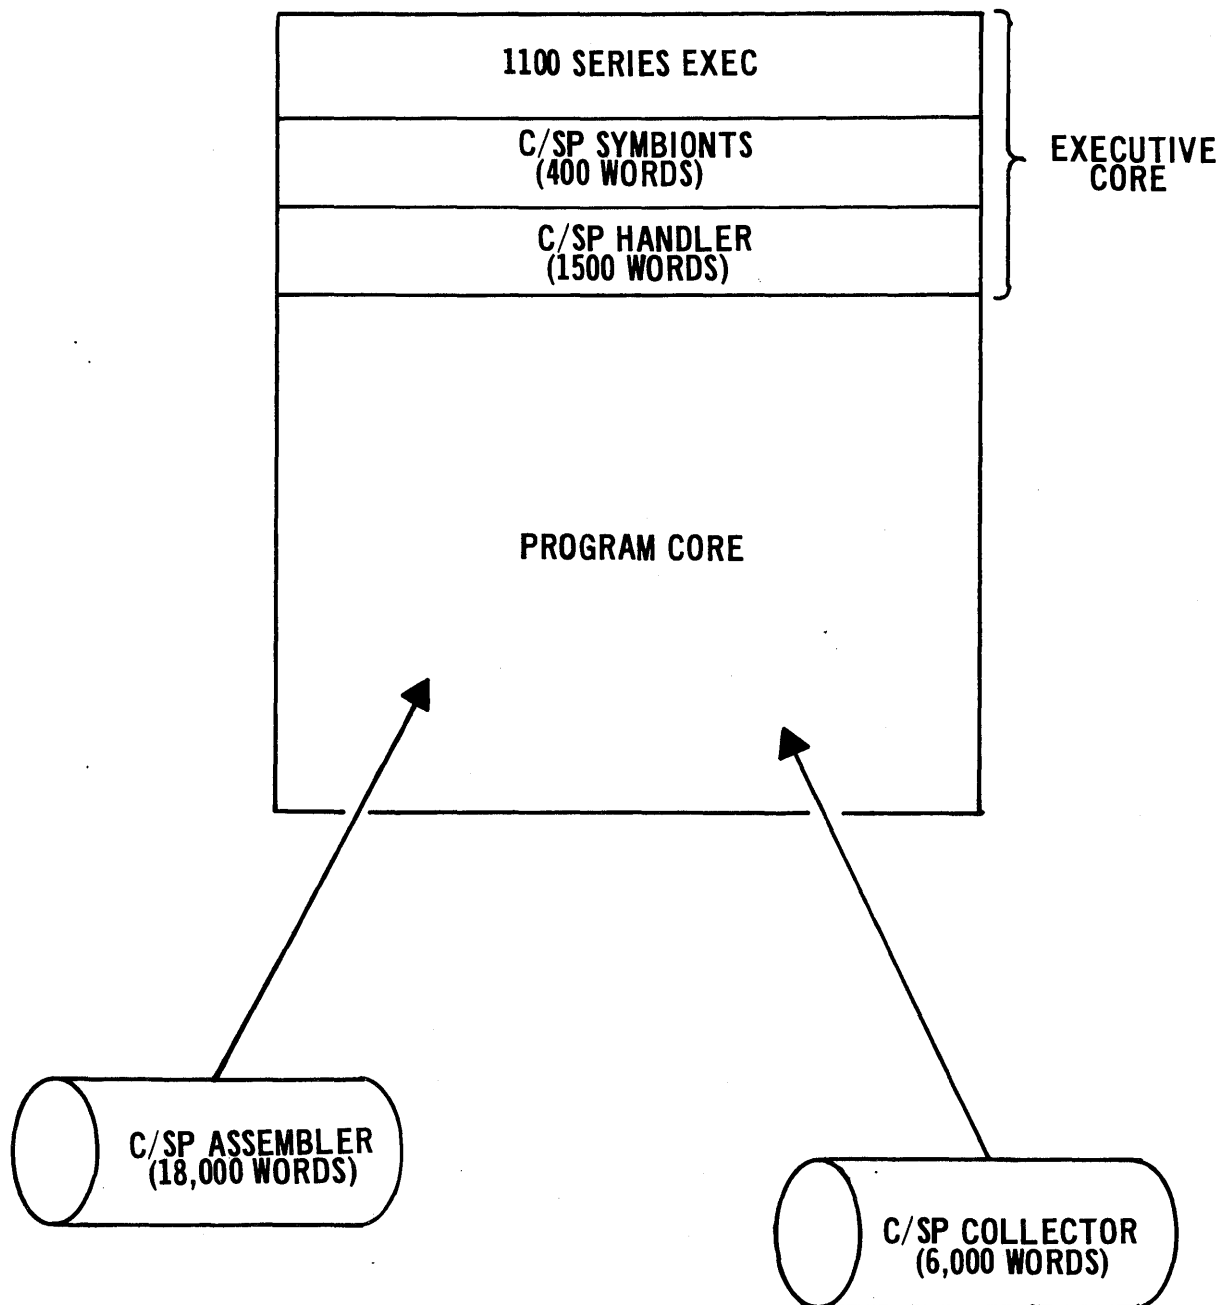 1100 SERIES EXEC
C/SP SYMBIONTS
(400 WORDS)
EXECUTIVE
CORE
C/SP HANDLER
(1500 WORDS)
PROGRAM CORE
C/SP ASSEMBLER
(18,000 WORDS)
C/SP COLLECTOR
(6,000 WORDS)